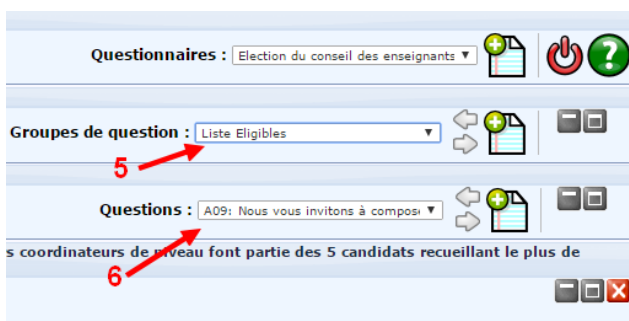 Questionnaires : Election du conseil des enseignants
Groupes de question : Liste Eligibles
5
Questions : A09: Nous vous invitons à compos
s coordinateurs de niveau font partie des 5 candidats recueillant le plus de
6